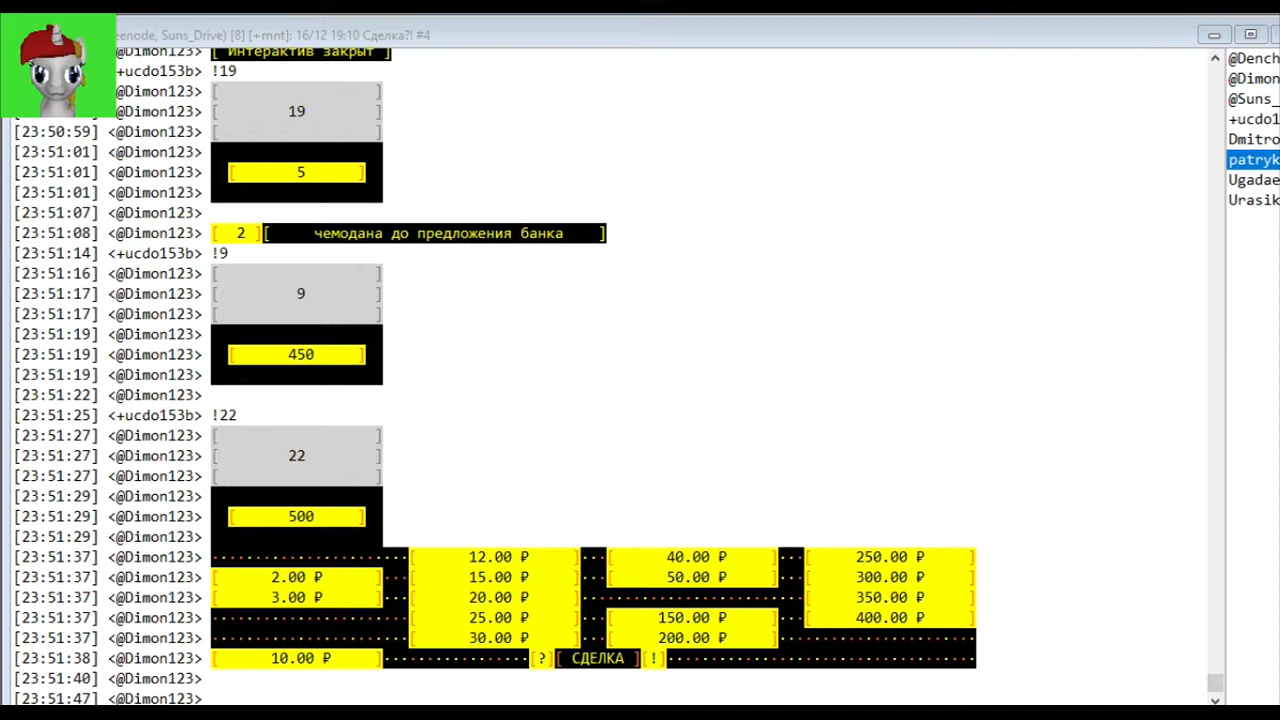 eenode, Suns_Drive) [8] [+mnt]: 16/12 19:10 Сделка?! #4
<@Dimon123> [ Интерактив закрыт ]
<+ucdo153b> !19
<@Dimon123> [ ]
<@Dimon123> [ 19 ]
[23:50:59] <@Dimon123> [ ]
[23:51:01] <@Dimon123>
[23:51:01] <@Dimon123> [ 5 ]
[23:51:01] <@Dimon123>
[23:51:07] <@Dimon123>
[23:51:08] <@Dimon123> [ 2 ][ чемодана до предложения банка ]
[23:51:14] <+ucdo153b> !9
[23:51:16] <@Dimon123> [ ]
[23:51:17] <@Dimon123> [ 9 ]
[23:51:17] <@Dimon123> [ ]
[23:51:19] <@Dimon123>
[23:51:19] <@Dimon123> [ 450 ]
[23:51:19] <@Dimon123>
[23:51:22] <@Dimon123>
[23:51:25] <+ucdo153b> !22
[23:51:27] <@Dimon123> [ ]
[23:51:27] <@Dimon123> [ 22 ]
[23:51:27] <@Dimon123> [ ]
[23:51:29] <@Dimon123>
[23:51:29] <@Dimon123> [ 500 ]
[23:51:29] <@Dimon123>
[23:51:37] <@Dimon123> [ 12.00 ₽ ] [ 40.00 ₽ ] [ 250.00 ₽ ]
[23:51:37] <@Dimon123> [ 2.00 ₽ ] [ 15.00 ₽ ] [ 50.00 ₽ ] [ 300.00 ₽ ]
[23:51:37] <@Dimon123> [ 3.00 ₽ ] [ 20.00 ₽ ] [ 350.00 ₽ ]
[23:51:37] <@Dimon123> [ 25.00 ₽ ] [ 150.00 ₽ ] [ 400.00 ₽ ]
[23:51:37] <@Dimon123> [ 30.00 ₽ ] [ 200.00 ₽ ]
[23:51:38] <@Dimon123> [ 10.00 ₽ ] [?][ СДЕЛКА ][!]
[23:51:40] <@Dimon123>
[23:51:47] <@Dimon123>
@Dench
@Dimon
@Suns_
+ucdo1
Dmitro
patryk
Ugadae
Urasik